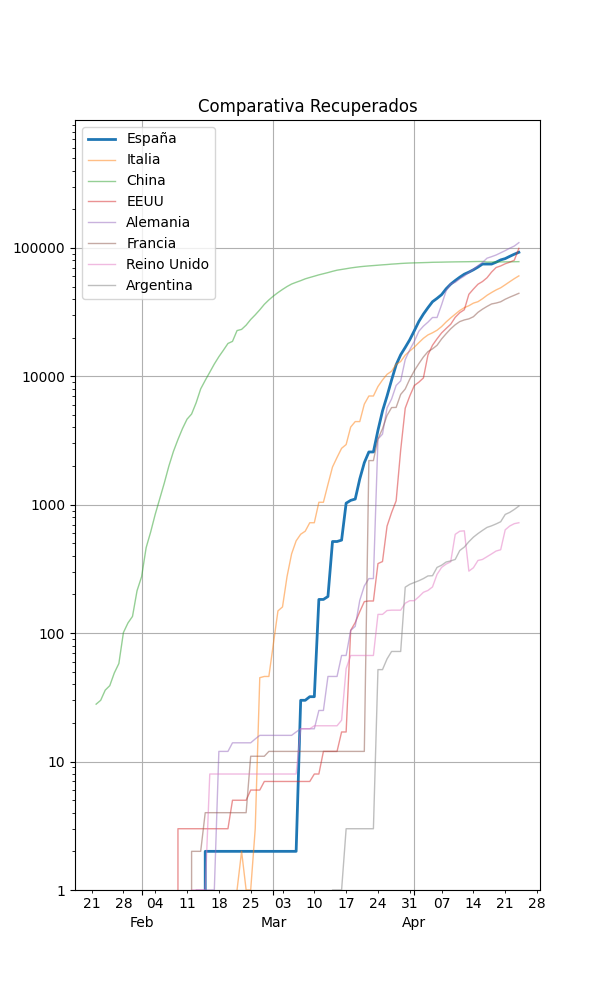 Comparativa Recuperados
España
Italia
China
EEUU
Alemania
Francia
Reino Unido
Argentina
100000
10000
1000
100
10
1
21 28 04 11 18 25 03 10 17 24 31 07 14 21 28
Feb Mar Apr